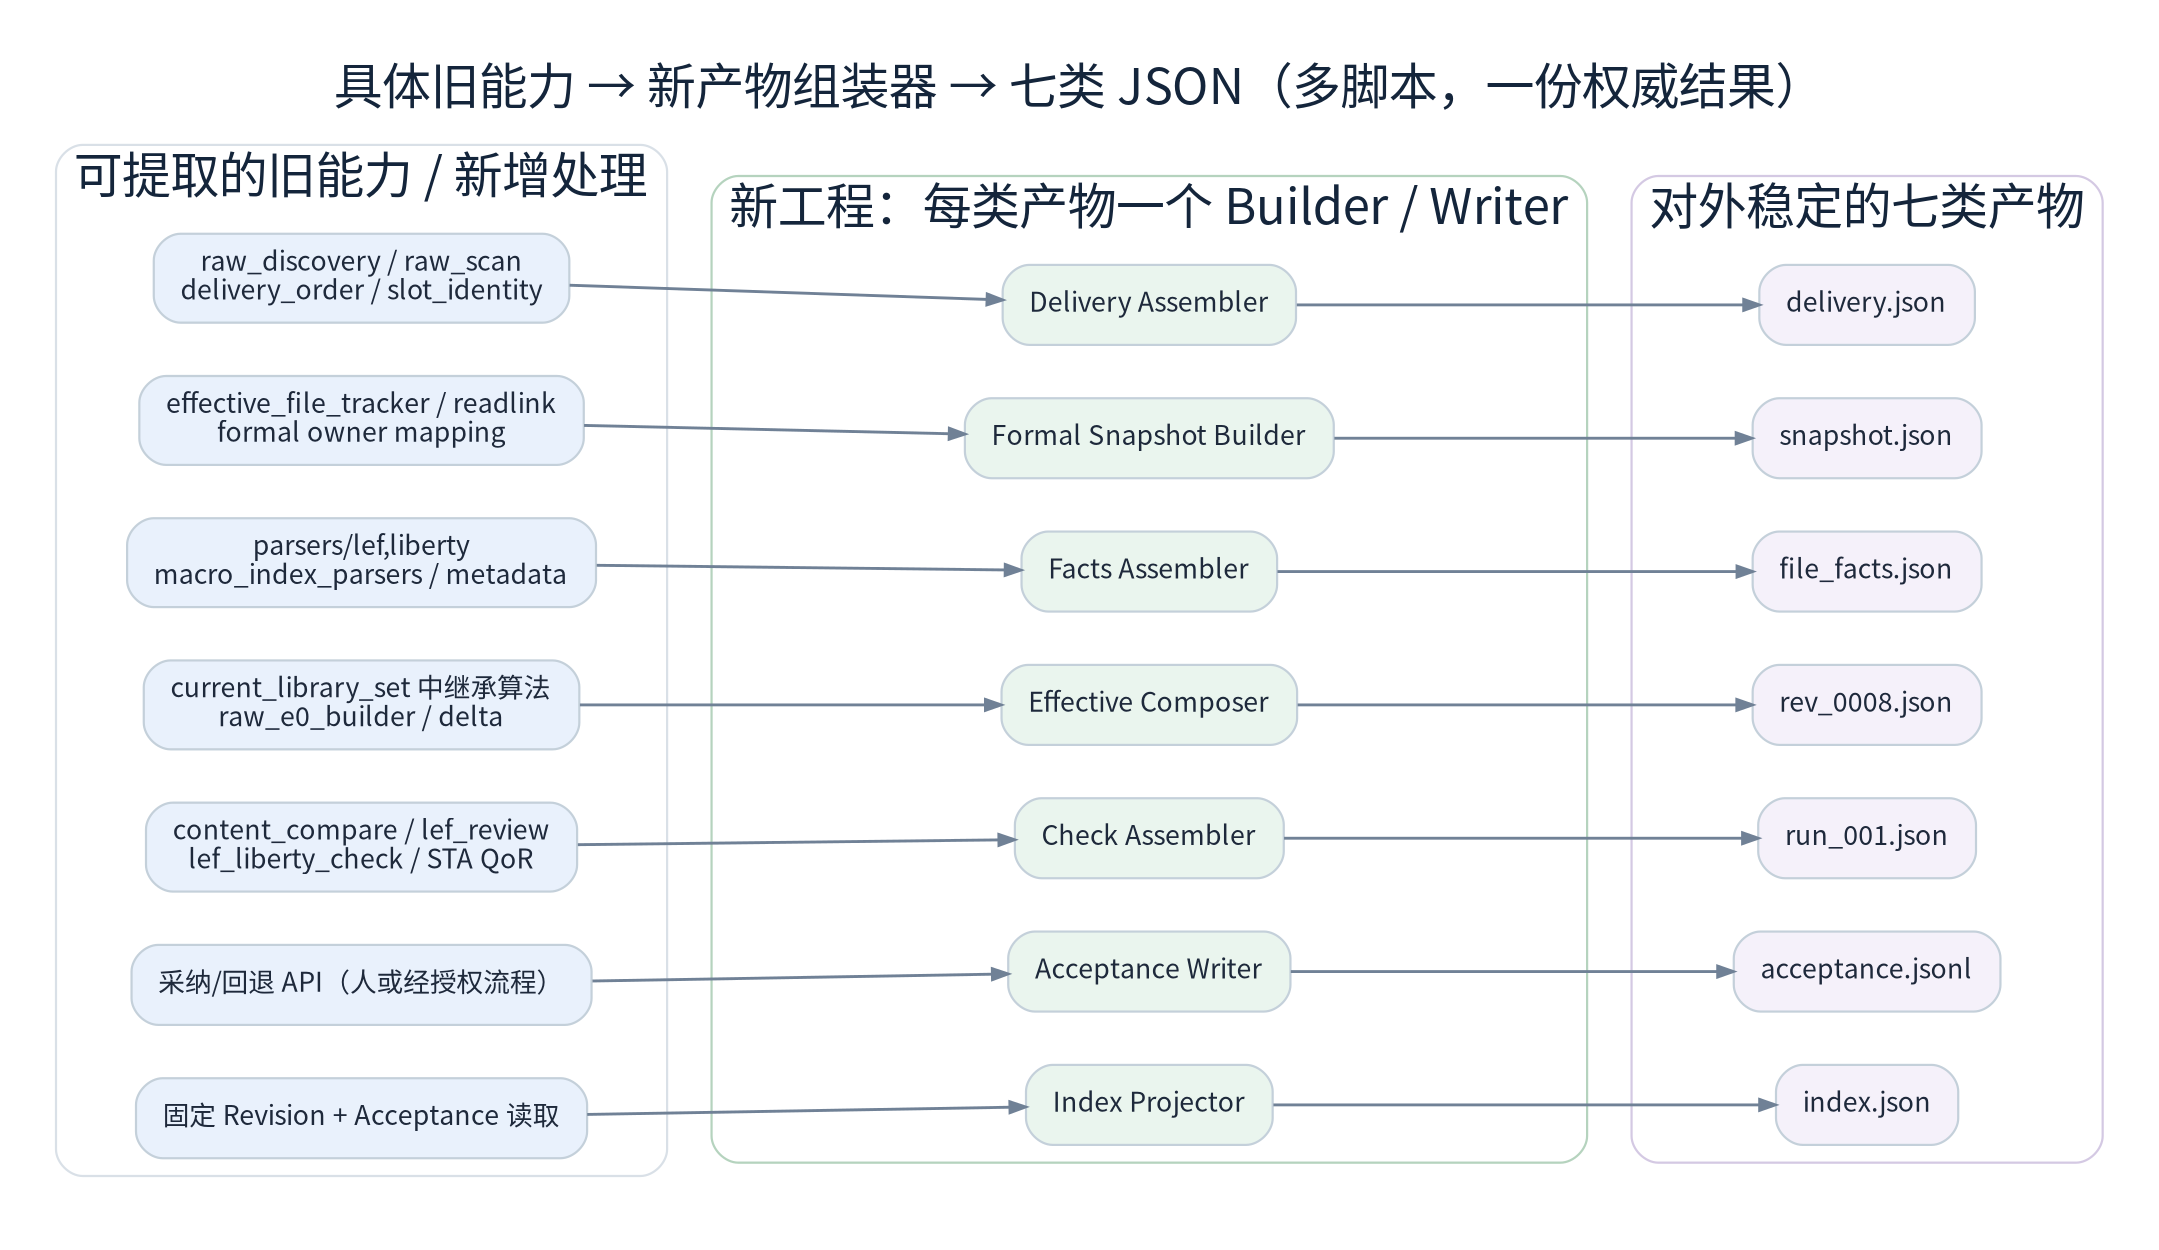 具体旧能力 → 新产物组装器 → 七类 JSON（多脚本，一份权威结果）
可提取的旧能力 / 新增处理
raw_discovery / raw_scan
delivery_order / slot_identity
effective_file_tracker / readlink
formal owner mapping
parsers/lef,liberty
macro_index_parsers / metadata
current_library_set 中继承算法
raw_e0_builder / delta
content_compare / lef_review
lef_liberty_check / STA QoR
采纳/回退 API（人或经授权流程）
固定 Revision + Acceptance 读取
新工程：每类产物一个 Builder / Writer
Delivery Assembler
Formal Snapshot Builder
Facts Assembler
Effective Composer
Check Assembler
Acceptance Writer
Index Projector
对外稳定的七类产物
delivery.json
snapshot.json
file_facts.json
rev_0008.json
run_001.json
acceptance.jsonl
index.json